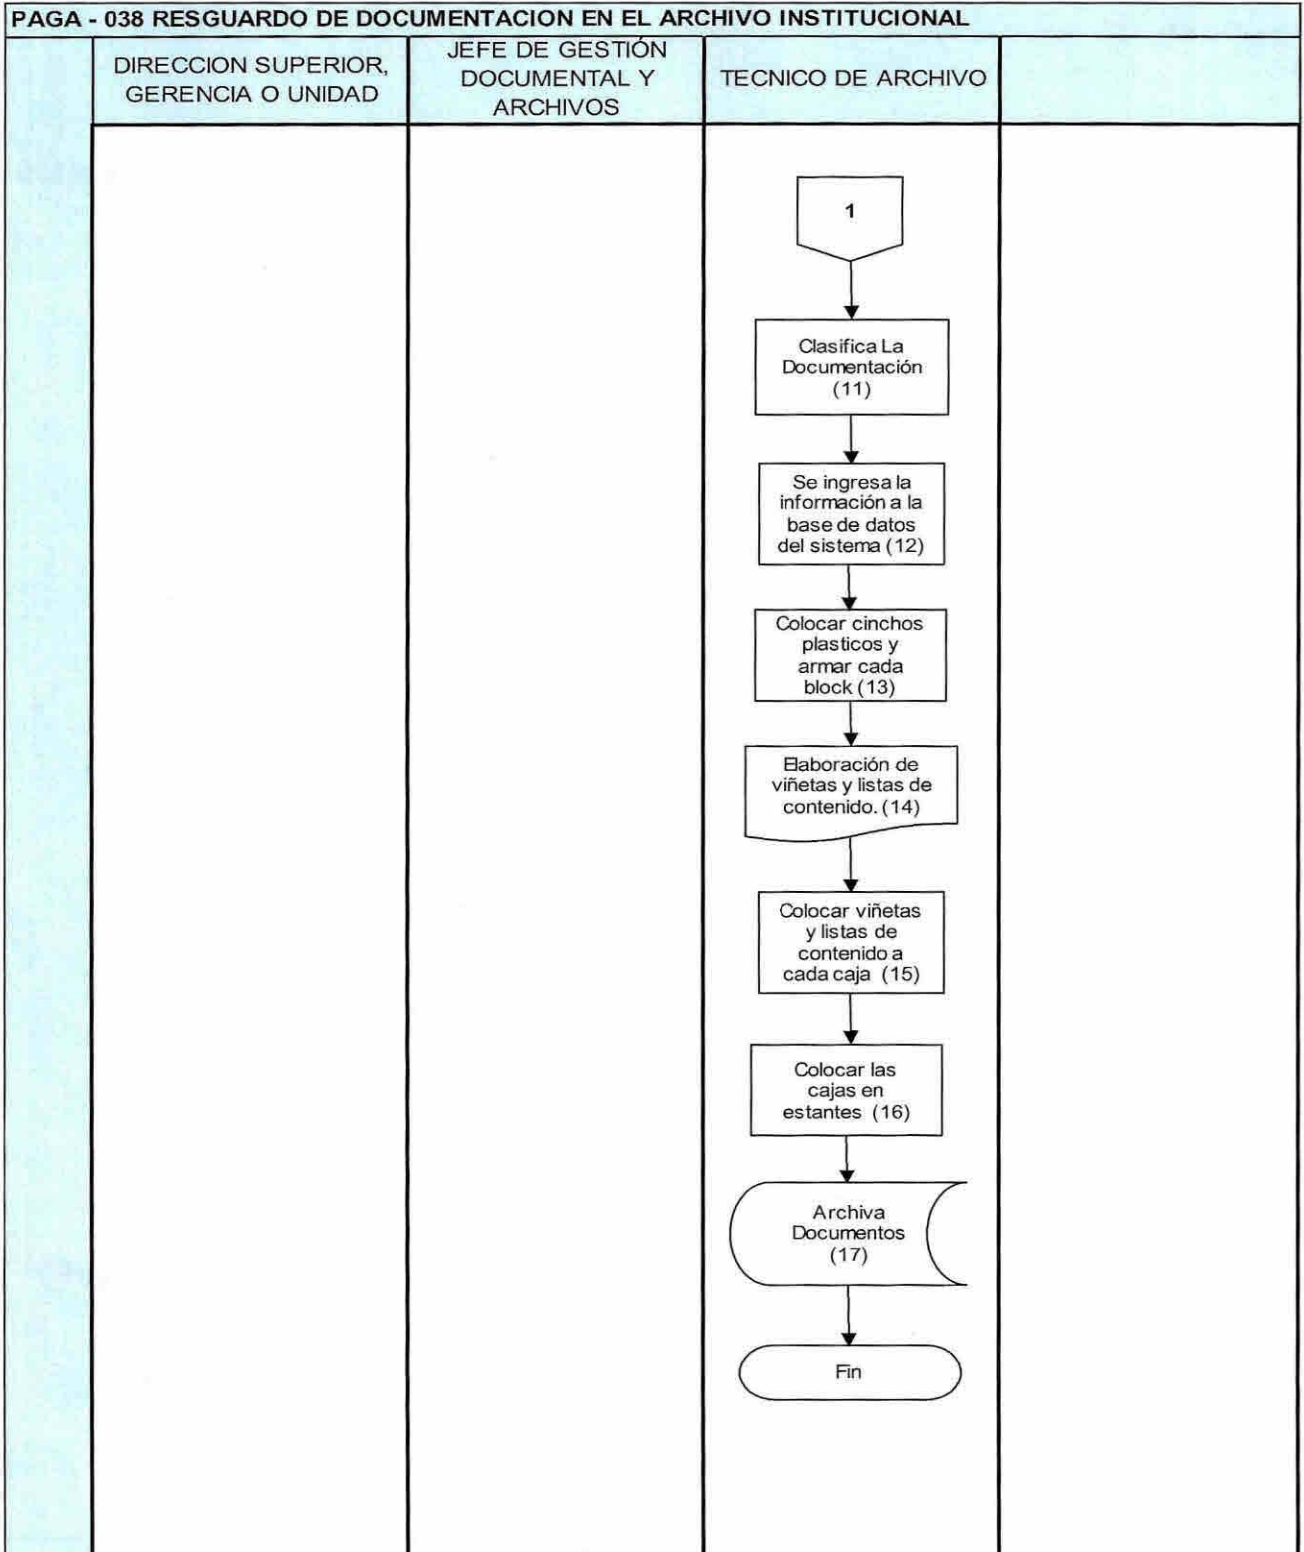 PAGA - 038 RESGUARDO DE DOCUMENTACION EN EL ARCHIVO INSTITUCIONAL
DIRECCION SUPERIOR,
GERENCIA O UNIDAD
JEFE DE GESTIÓN
DOCUMENTAL Y
ARCHIVOS
TECNICO DE ARCHIVO
1
Clasifica La
Documentación
(11)
Se ingresa la
información a la
base de datos
del sistema (12)
Colocar cinchos
plasticos y
armar cada
block (13)
Elaboración de
viñetas y listas de
contenido. (14)
Colocar viñetas
y listas de
contenido a
cada caja (15)
Colocar las
cajas en
estantes (16)
Archiva
Documentos
(17)
Fin